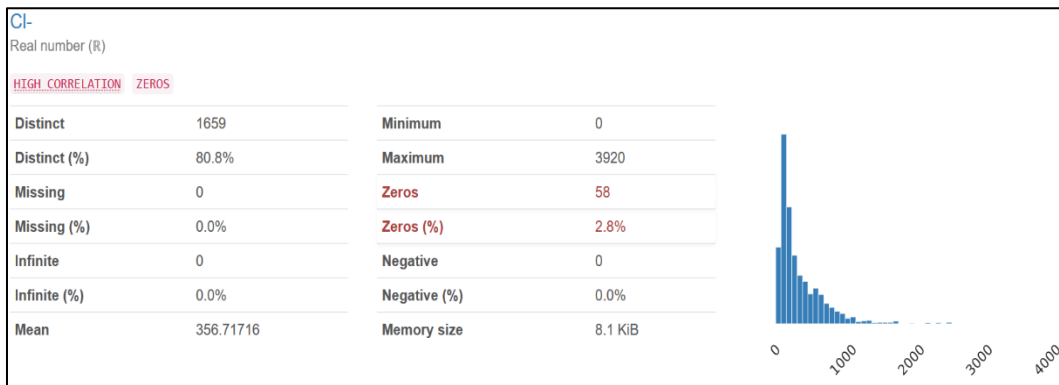 Cl-
Real number (ℝ)
HIGH CORRELATION ZEROS
Distinct 1659
Distinct (%) 80.8%
Missing 0
Missing (%) 0.0%
Infinite 0
Infinite (%) 0.0%
Mean 356.71716
Minimum 0
Maximum 3920
Zeros 58
Zeros (%) 2.8%
Negative 0
Negative (%) 0.0%
Memory size 8.1 KiB
0 1000 2000 3000 4000